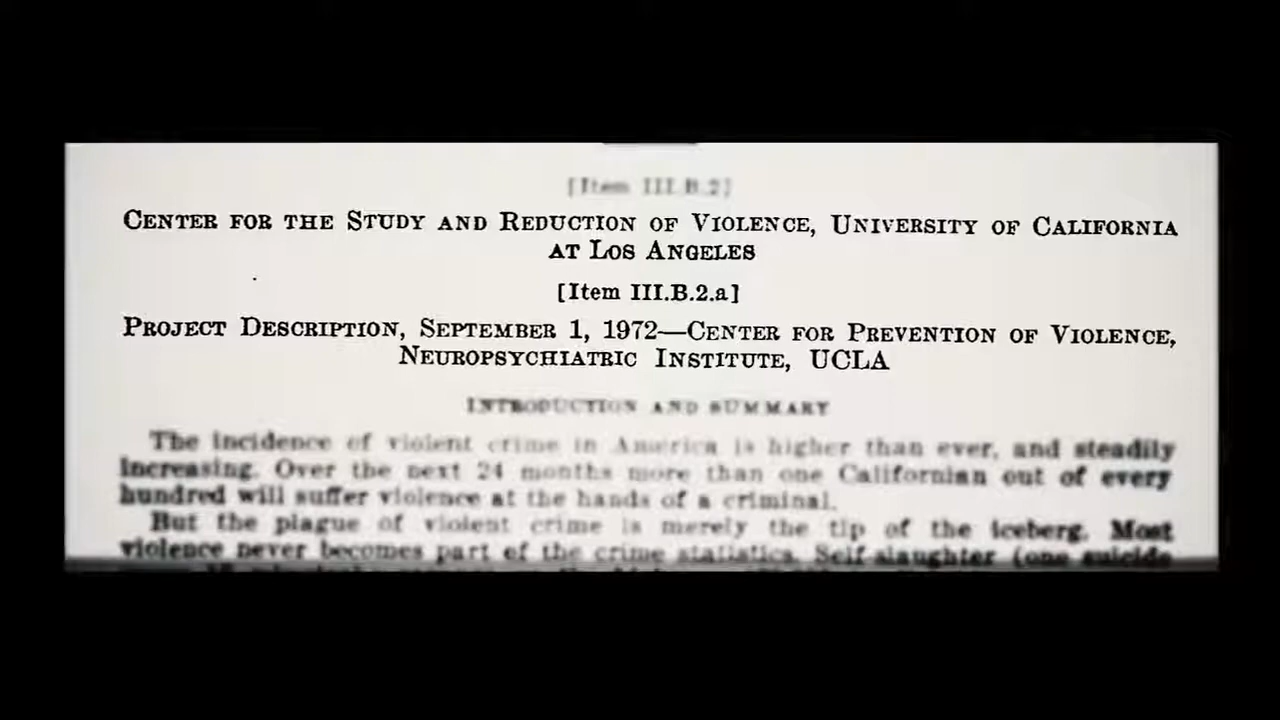 [Item III.B.2]
CENTER FOR THE STUDY AND REDUCTION OF VIOLENCE, UNIVERSITY OF CALIFORNIA
AT LOS ANGELES
[Item III.B.2.a]
PROJECT DESCRIPTION, SEPTEMBER 1, 1972—CENTER FOR PREVENTION OF VIOLENCE,
NEUROPSYCHIATRIC INSTITUTE, UCLA
INTRODUCTION AND SUMMARY
The incidence of violent crime in America is higher than ever, and steadily
increasing. Over the next 24 months more than one Californian out of every
hundred will suffer violence at the hands of a criminal.
But the plague of violent crime is merely the tip of the iceberg. Most
violence never becomes part of the crime statistics. Self-slaughter (one suicide